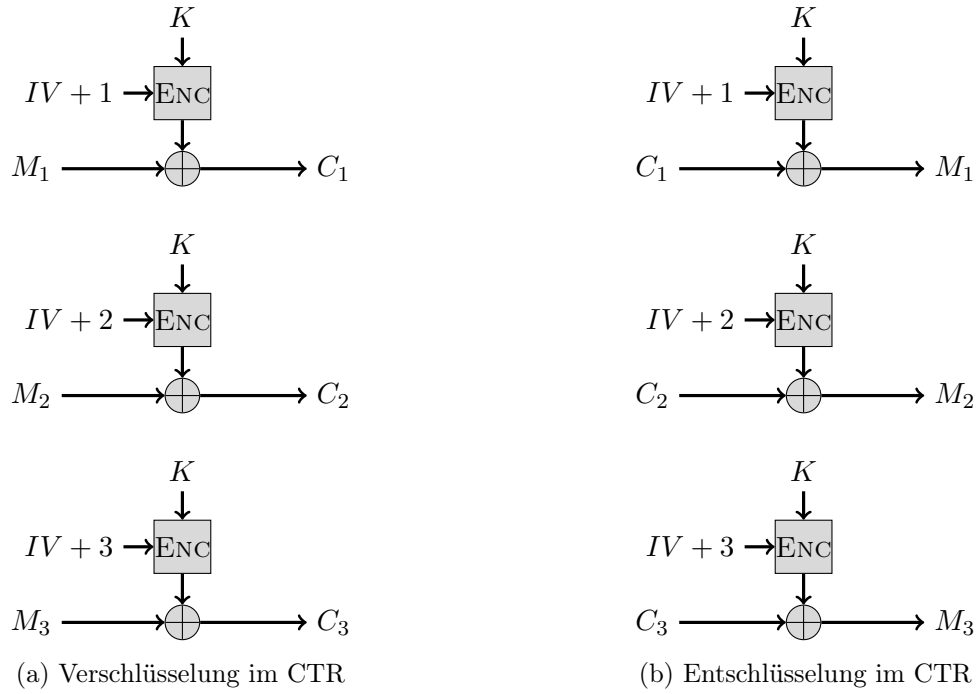 K K
IV + 1 ENC IV + 1 ENC
M₁ C₁ C₁ M₁
K K
IV + 2 ENC IV + 2 ENC
M₂ C₂ C₂ M₂
K K
IV + 3 ENC IV + 3 ENC
M₃ C₃ C₃ M₃
(a) Verschlüsselung im CTR (b) Entschlüsselung im CTR